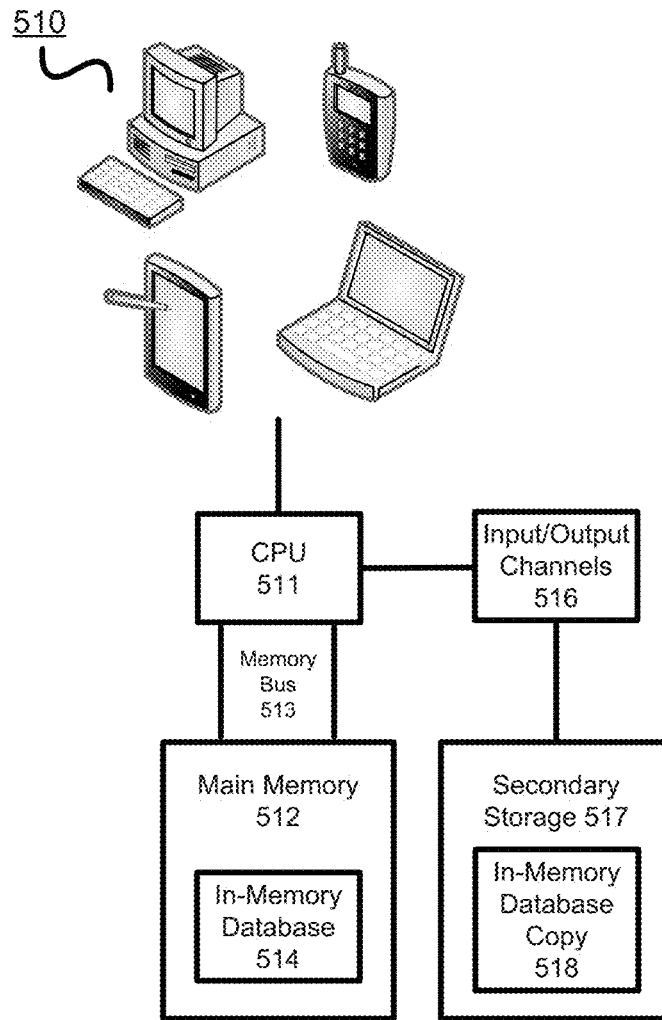 510
CPU
511
Input/Output
Channels
516
Memory
Bus
513
Main Memory
512
Secondary
Storage 517
In-Memory
Database
514
In-Memory
Database
Copy
518